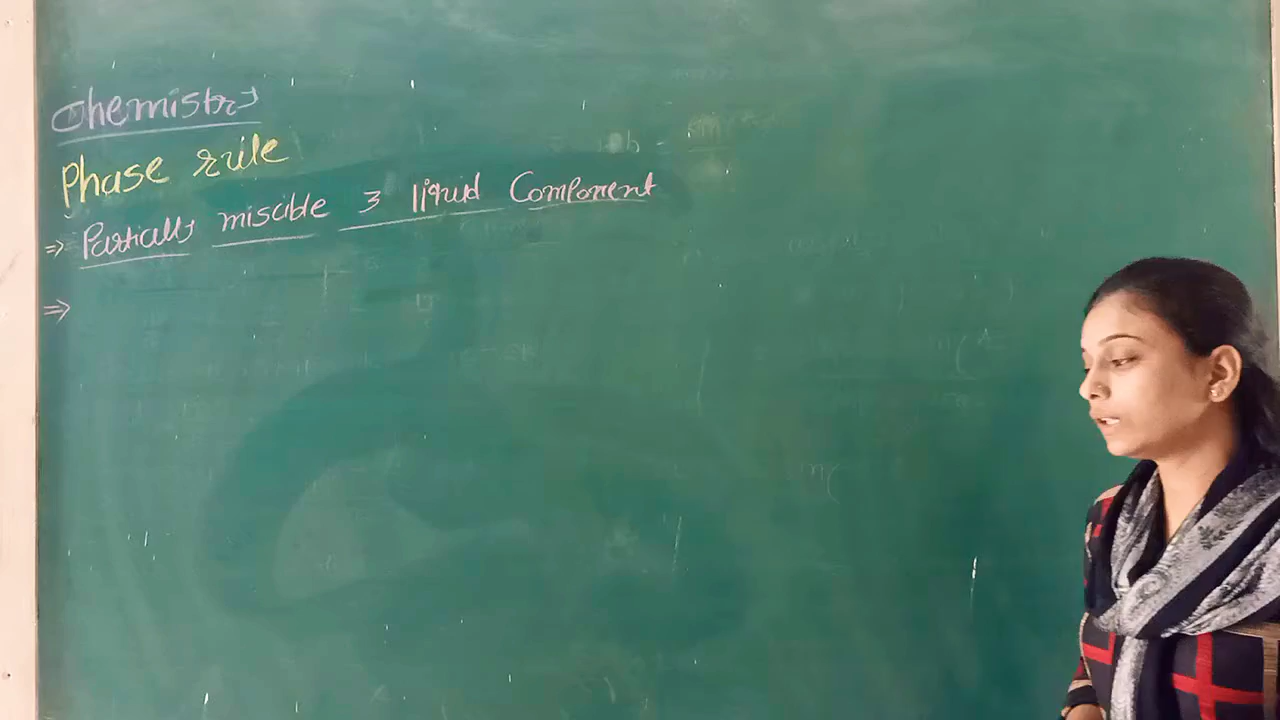 Chemistry
Phase rule
⇒ Partially miscible 3 liquid Component
⇒